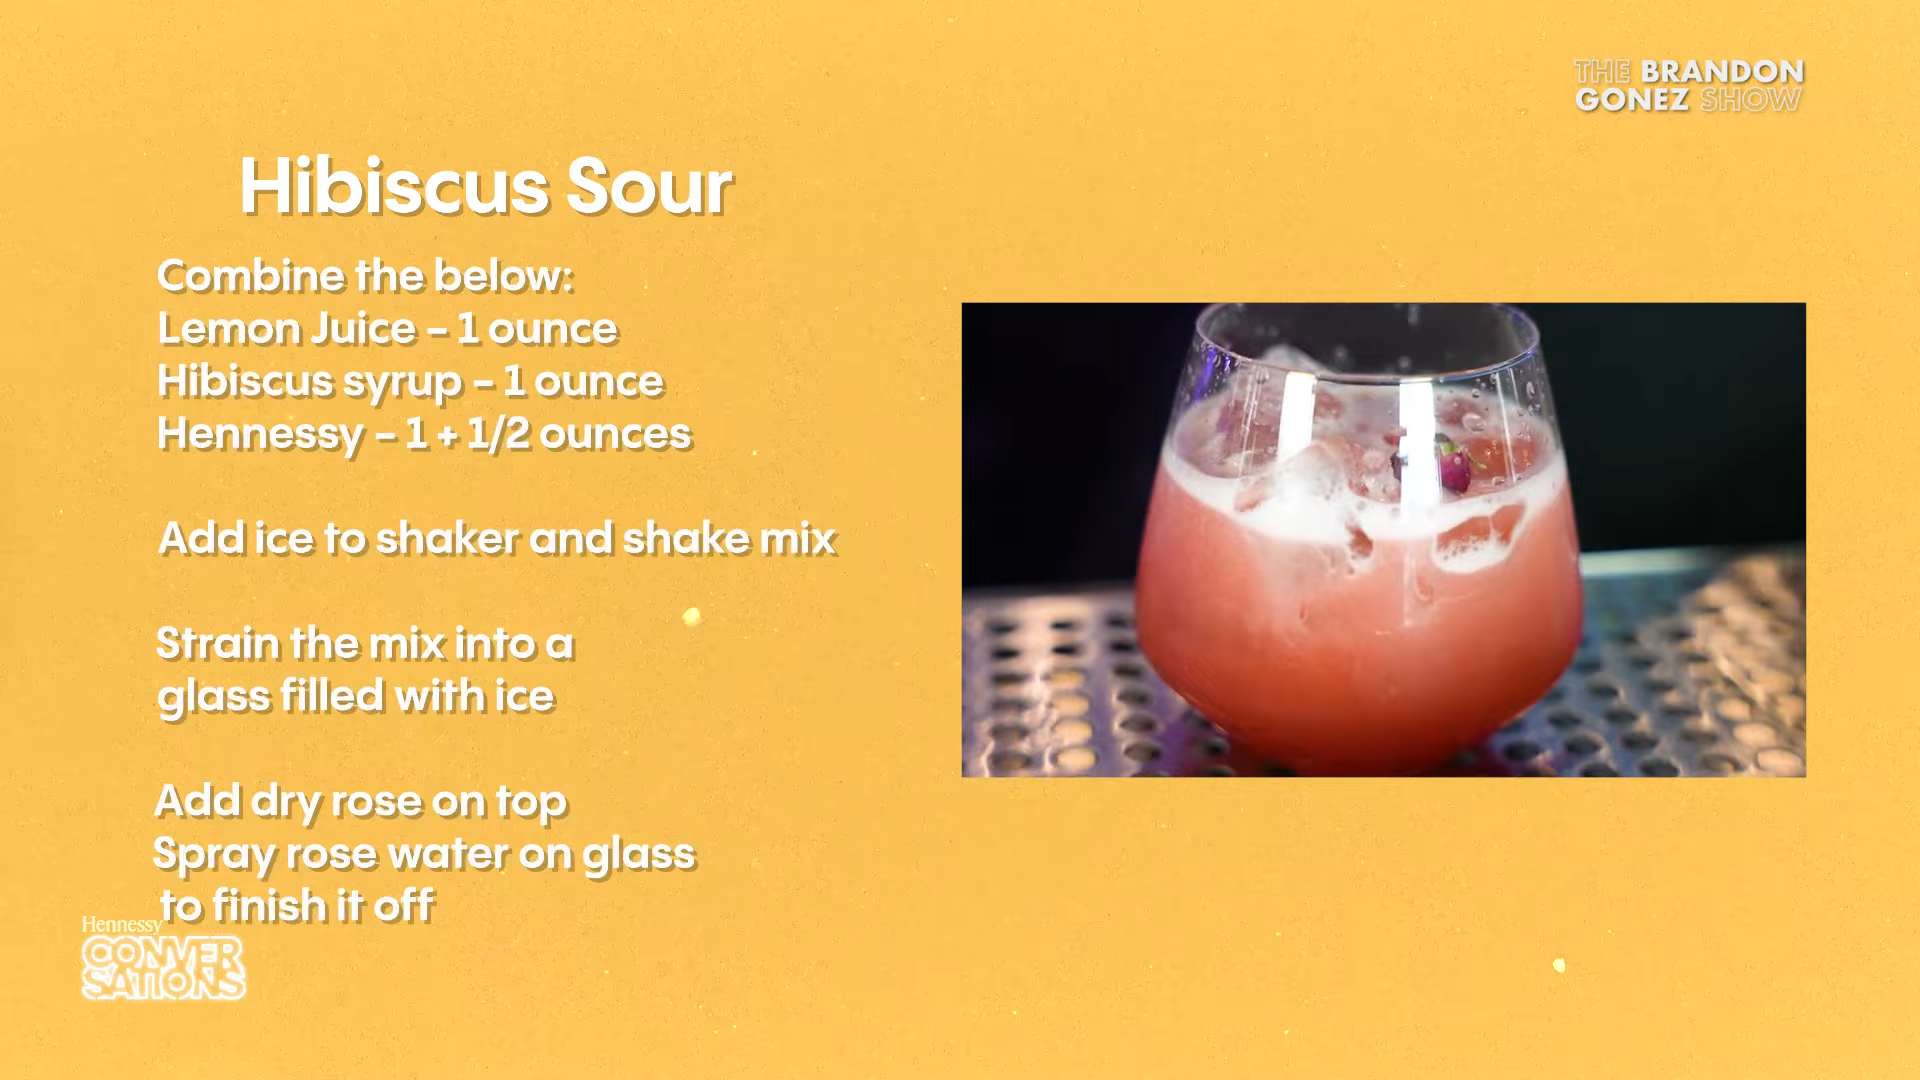 THE BRANDON
GONEZ SHOW
Hibiscus Sour
Combine the below:
Lemon Juice - 1 ounce
Hibiscus syrup - 1 ounce
Hennessy - 1 + 1/2 ounces
Add ice to shaker and shake mix
Strain the mix into a
glass filled with ice
Add dry rose on top
Spray rose water on glass
to finish it off
Hennessy
CONVER
SATIONS